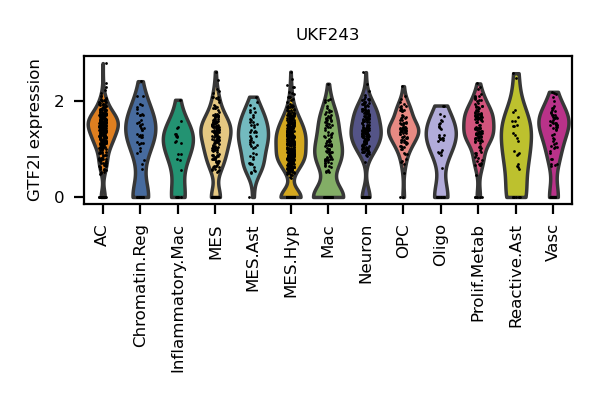 UKF243
GTF2I expression
2
0
AC
Chromatin.Reg
Inflammatory.Mac
MES
MES.Ast
MES.Hyp
Mac
Neuron
OPC
Oligo
Prolif.Metab
Reactive.Ast
Vasc